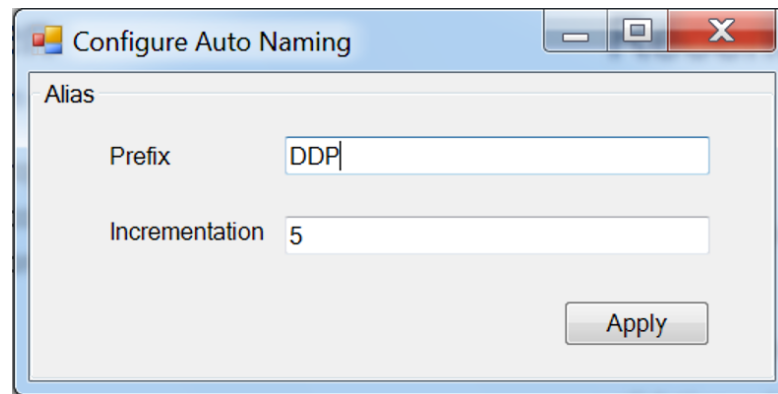 Configure Auto Naming
Alias
Prefix DDP
Incrementation 5
Apply